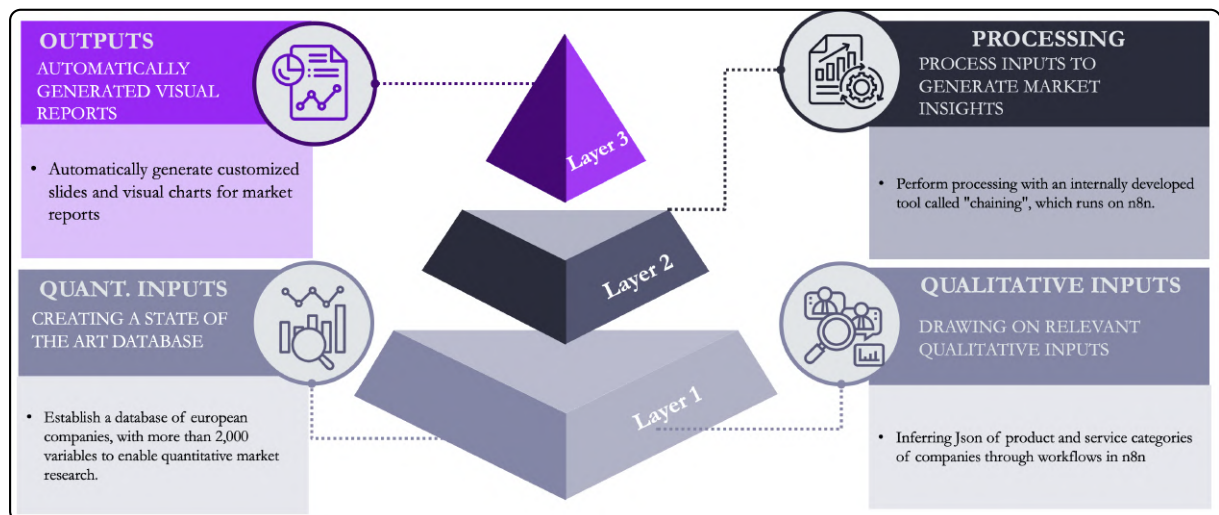 OUTPUTS
AUTOMATICALLY
GENERATED VISUAL
REPORTS
• Automatically generate customized
slides and visual charts for market
reports
PROCESSING
PROCESS INPUTS TO
GENERATE MARKET
INSIGHTS
• Perform processing with an internally developed
tool called "chaining", which runs on n8n.
Layer 3
Layer 2
Layer 1
QUANT. INPUTS
CREATING A STATE OF
THE ART DATABASE
• Establish a database of european
companies, with more than 2,000
variables to enable quantitative market
research.
QUALITATIVE INPUTS
DRAWING ON RELEVANT
QUALITATIVE INPUTS
• Inferring Json of product and service categories
of companies through workflows in n8n